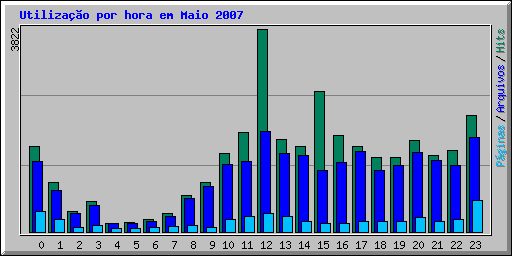 Utilização por hora em Maio 2007
3822
Páginas / Arquivos / Hits
0 1 2 3 4 5 6 7 8 9 10 11 12 13 14 15 16 17 18 19 20 21 22 23